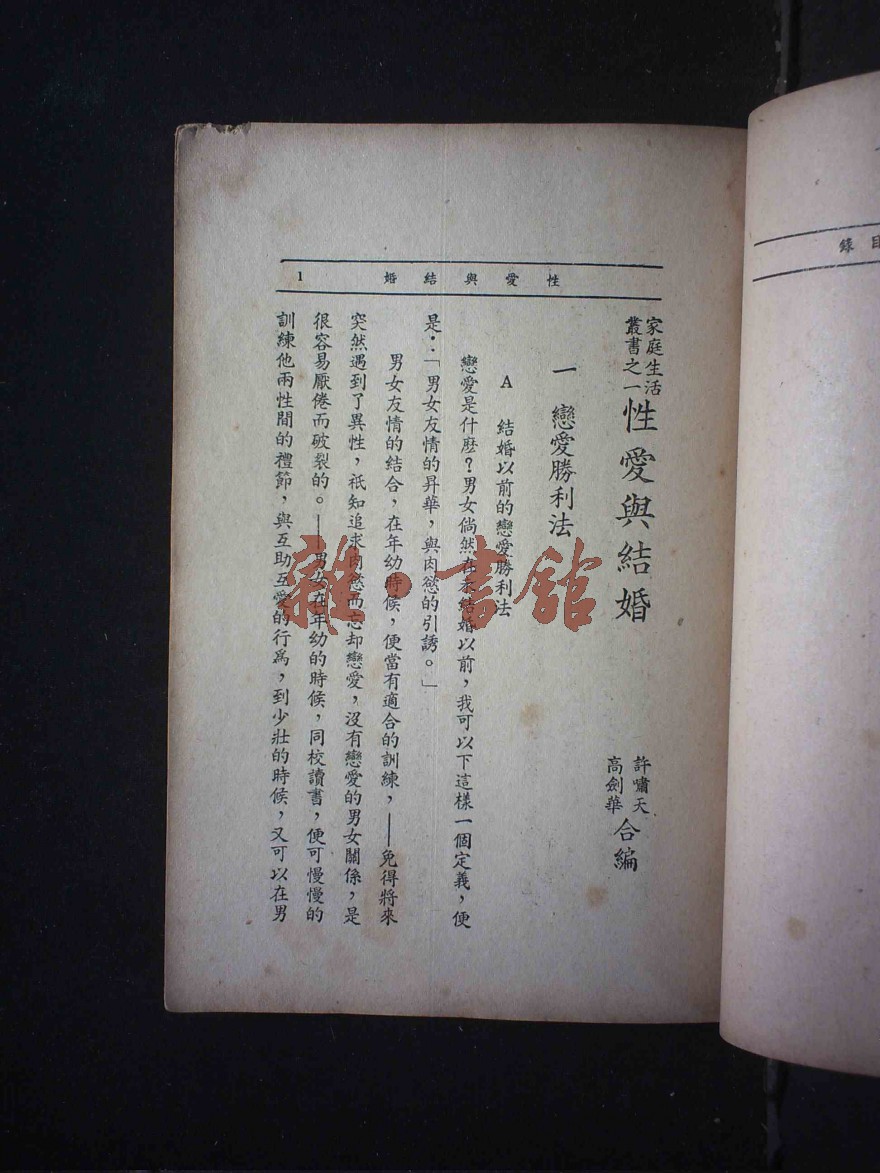 性愛與結婚
1
家庭生活
叢書之一
性愛與結婚
許嘯天
高劍華
合編
一 戀愛勝利法
A 結婚以前的戀愛勝利法
戀愛是什麼?男女倘然在未結婚以前,我可以下這樣一個定義,便
是:「男女友情的昇華,與肉慾的引誘。」
男女友情的結合,在年幼時候,便當有適合的訓練,——免得將來
突然遇到了異性,祇知追求肉慾而忘却戀愛,沒有戀愛的男女關係,是
很容易厭倦而破裂的。——男女在年幼的時候,同校讀書,便可慢慢的
訓練他兩性間的禮節,與互助互愛的行爲,到少壯的時候,又可以在男
目錄
雜·書館